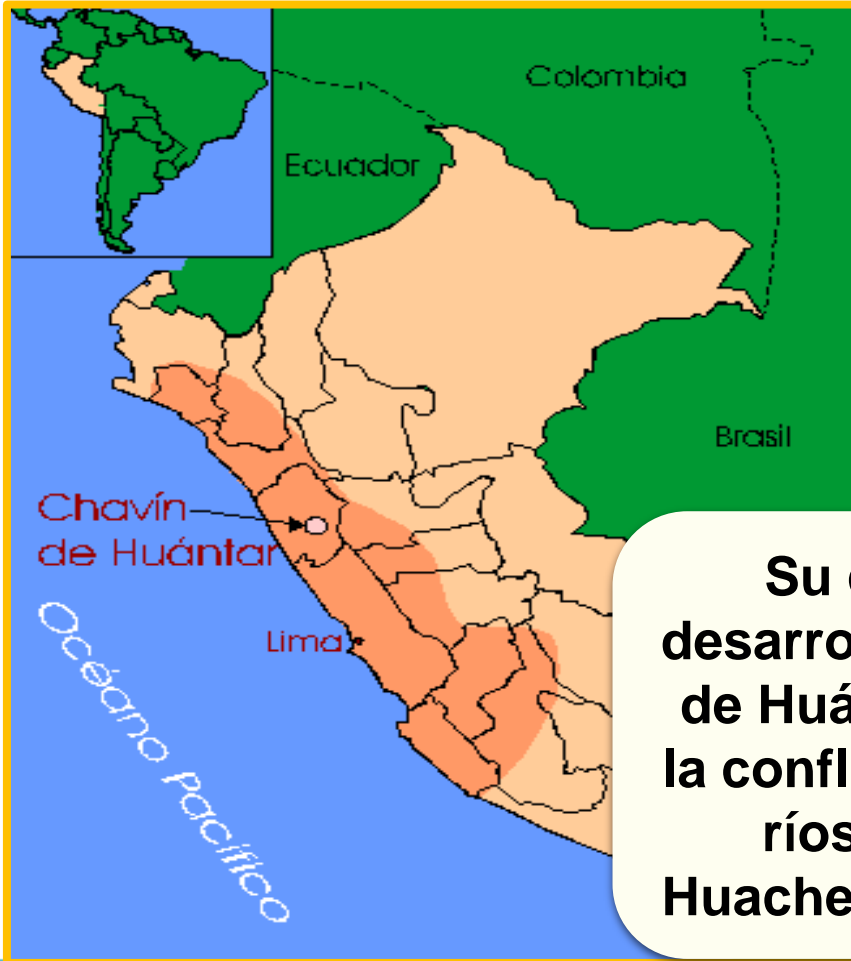 Colombia
Ecuador
Brasil
Chavín
de Huántar
Lima
Océano Pacífico
Su
desarro
de Huá
la confl
ríos
Huache